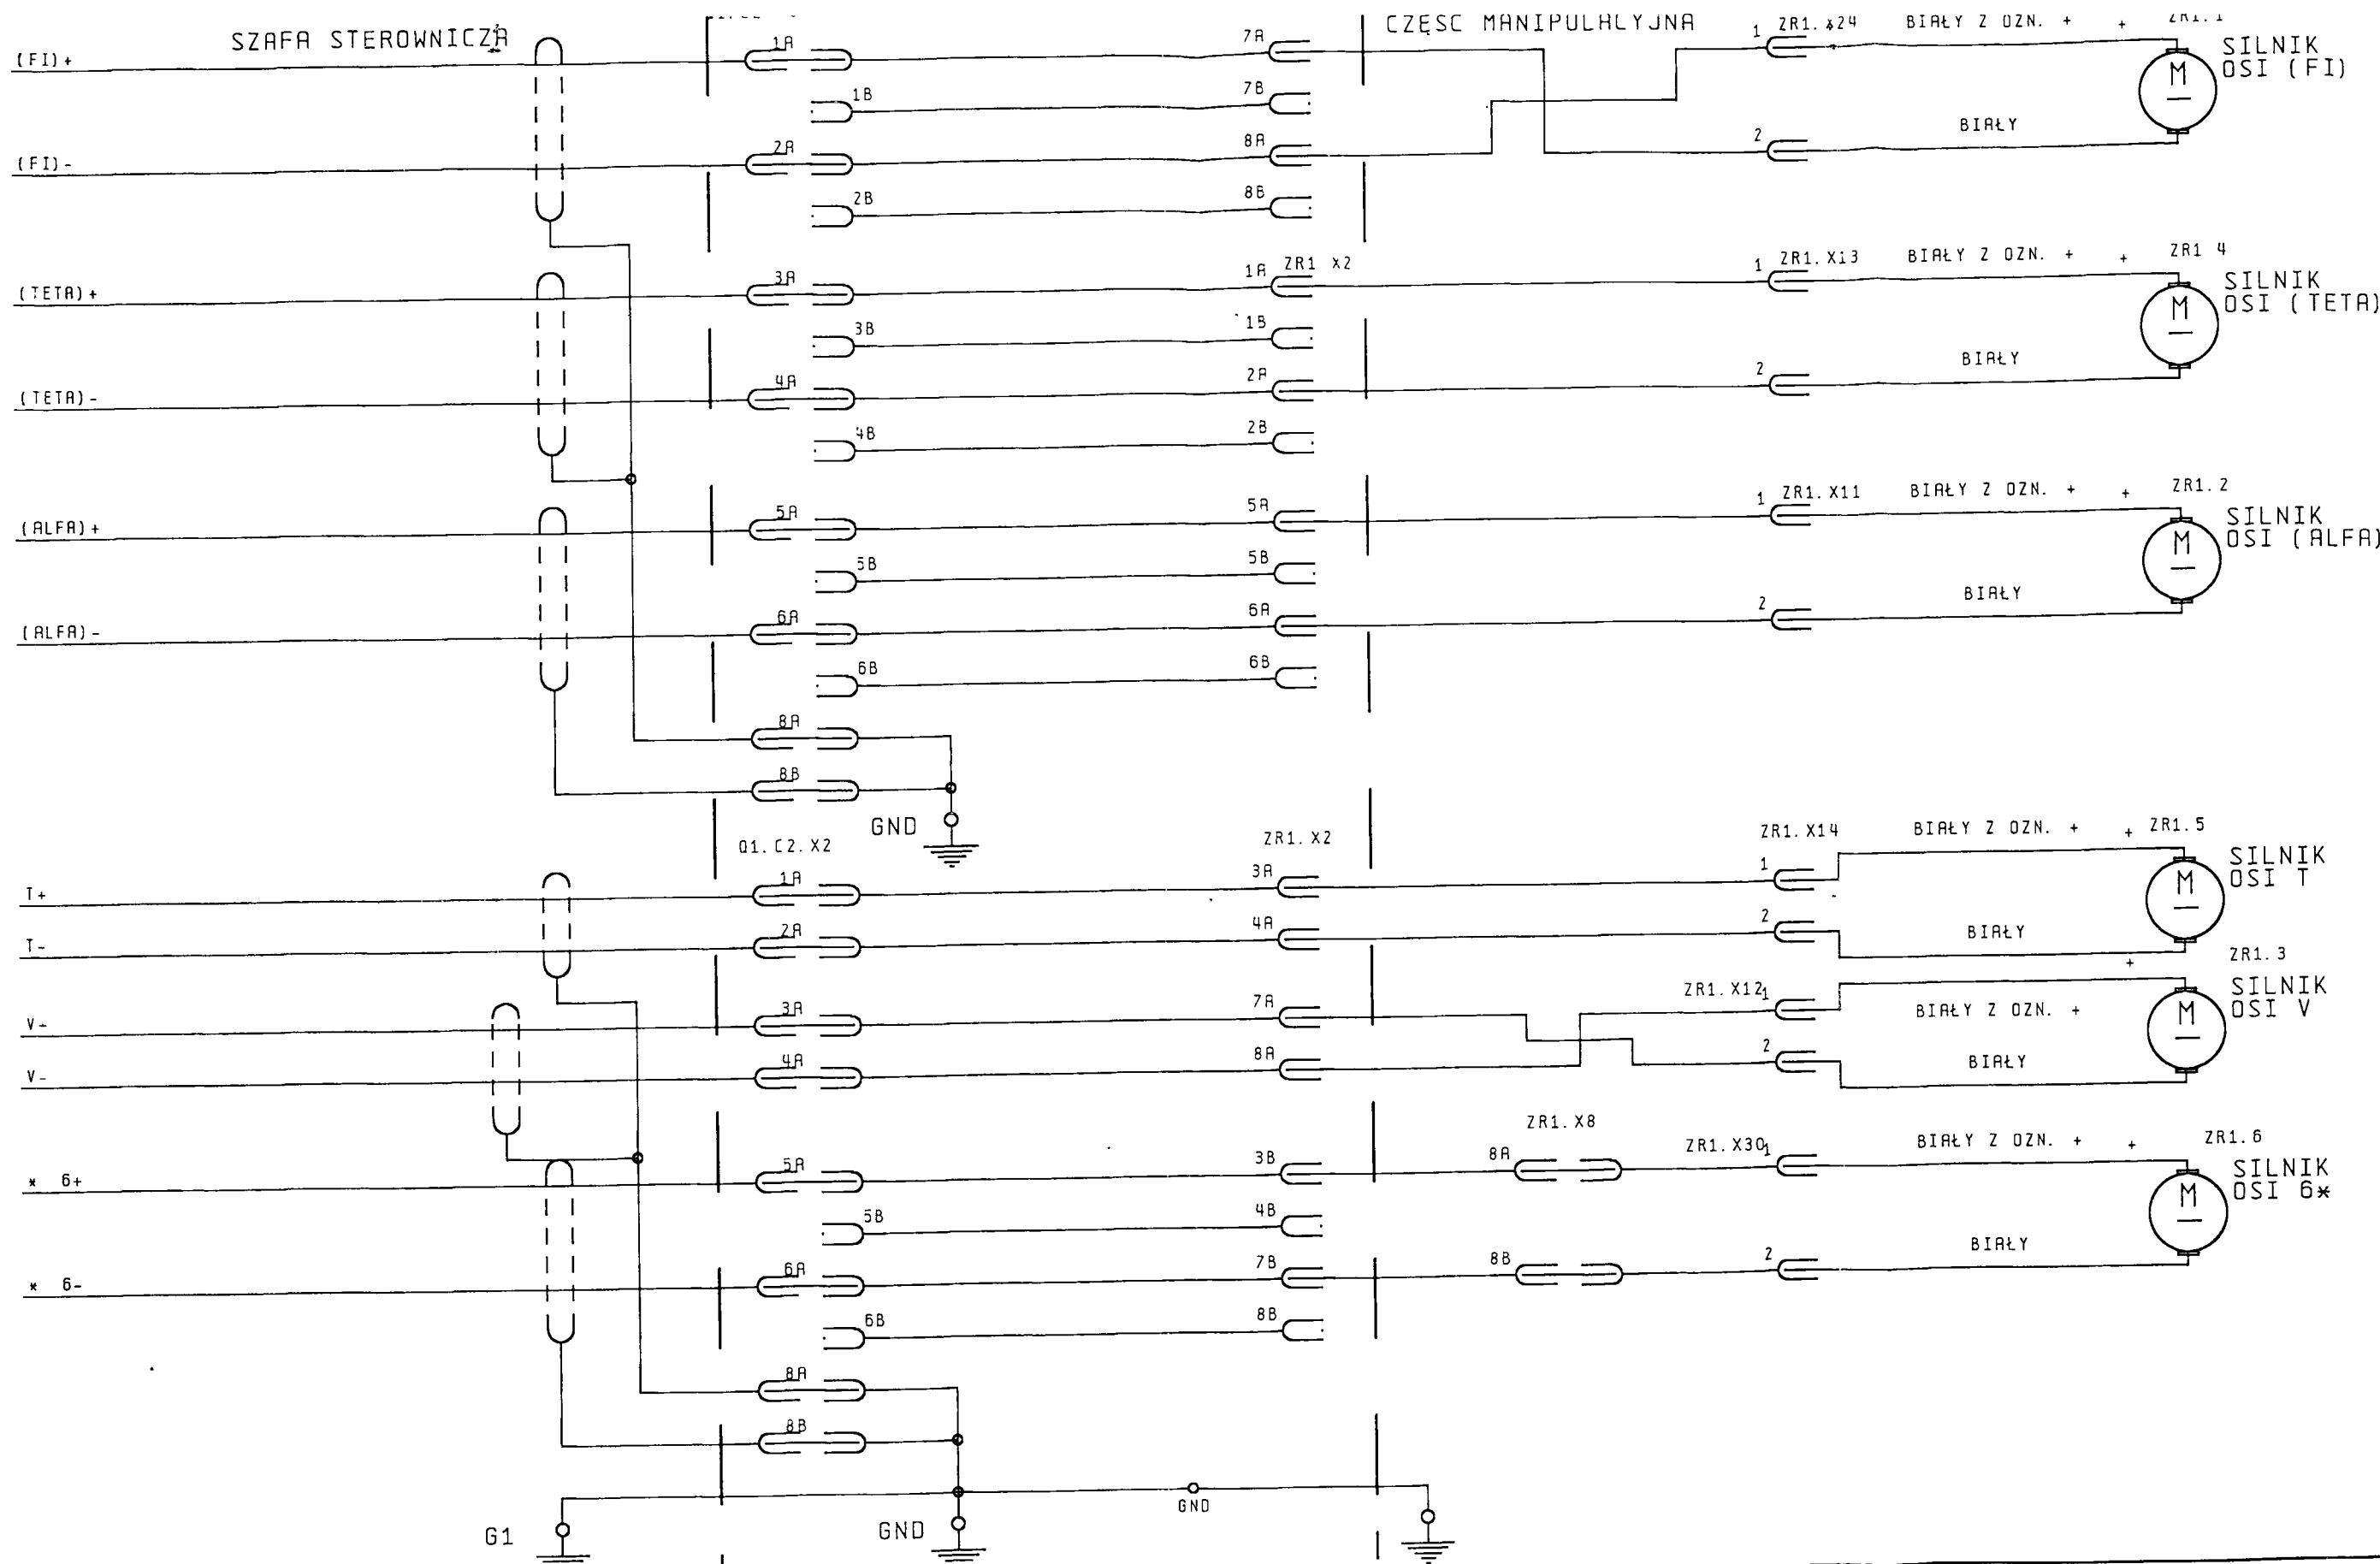 SZAFA STEROWNICZA
CZĘSC MANIPULACYJNA
(FI)+ 1A 7A 1 ZR1.X24 BIAŁY Z OZN. + + ZR1.1
SILNIK
OSI (FI)
M
1B 7B
(FI)- 2A 8A 2 BIAŁY
2B 8B
(TETA)+ 3A 1A ZR1 X2 1 ZR1.X13 BIAŁY Z OZN. + + ZR1 4
SILNIK
OSI (TETA)
M
3B 1B
(TETA)- 4A 2A 2 BIAŁY
4B 2B
(ALFA)+ 5A 5A 1 ZR1.X11 BIAŁY Z OZN. + + ZR1.2
SILNIK
OSI (ALFA)
M
5B 5B
(ALFA)- 6A 6A 2 BIAŁY
6B 6B
8A
8B
GND
Q1.C2.X2 ZR1.X2 ZR1.X14 BIAŁY Z OZN. + + ZR1.5
SILNIK
OSI T
M
T+ 1A 3A 1
T- 2A 4A 2 BIAŁY
+ ZR1.3
SILNIK
OSI V
M
V+ 3A 7A ZR1.X12 1 BIAŁY Z OZN. +
V- 4A 8A 2 BIAŁY
ZR1.X8
* 6+ 5A 3B 8A ZR1.X30 1 BIAŁY Z OZN. + + ZR1.6
SILNIK
OSI 6*
M
5B 4B
* 6- 6A 7B 8B 2 BIAŁY
6B 8B
8A
8B
GND
G1 GND